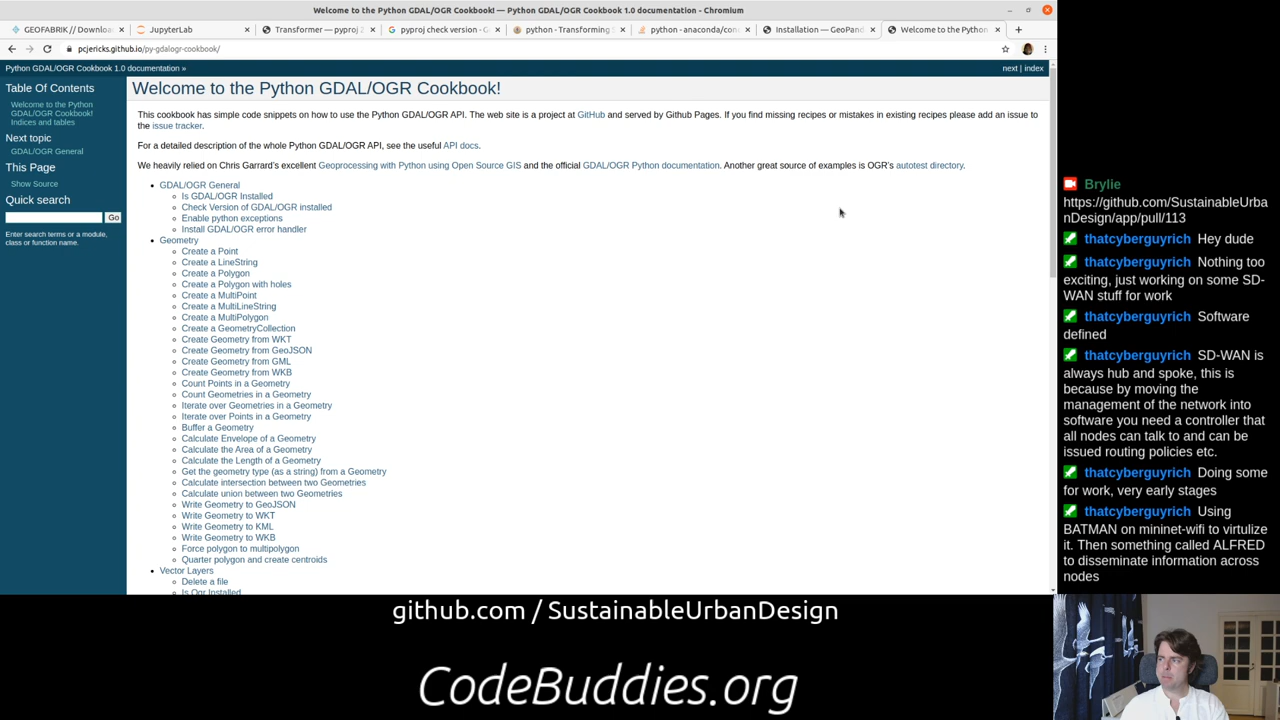 Welcome to the Python GDAL/OGR Cookbook! — Python GDAL/OGR Cookbook 1.0 documentation - Chromium
GEOFABRIK // Downloa
JupyterLab
Transformer — pyproj 2
pyproj check version - G
python - Transforming
python - anaconda/con
Installation — GeoPand
Welcome to the Python
pcjericks.github.io/py-gdalogr-cookbook/
Python GDAL/OGR Cookbook 1.0 documentation »
next | index
Table Of Contents
Welcome to the Python
GDAL/OGR Cookbook!
Indices and tables
Next topic
GDAL/OGR General
This Page
Show Source
Quick search
Go
Enter search terms or a module,
class or function name.
Welcome to the Python GDAL/OGR Cookbook!
This cookbook has simple code snippets on how to use the Python GDAL/OGR API. The web site is a project at GitHub and served by Github Pages. If you find missing recipes or mistakes in existing recipes please add an issue to
the issue tracker.
For a detailed description of the whole Python GDAL/OGR API, see the useful API docs.
We heavily relied on Chris Garrard's excellent Geoprocessing with Python using Open Source GIS and the official GDAL/OGR Python documentation. Another great source of examples is OGR's autotest directory.
GDAL/OGR General
Is GDAL/OGR Installed
Check Version of GDAL/OGR installed
Enable python exceptions
Install GDAL/OGR error handler
Geometry
Create a Point
Create a LineString
Create a Polygon
Create a Polygon with holes
Create a MultiPoint
Create a MultiLineString
Create a MultiPolygon
Create a GeometryCollection
Create Geometry from WKT
Create Geometry from GeoJSON
Create Geometry from GML
Create Geometry from WKB
Count Points in a Geometry
Count Geometries in a Geometry
Iterate over Geometries in a Geometry
Iterate over Points in a Geometry
Buffer a Geometry
Calculate Envelope of a Geometry
Calculate the Area of a Geometry
Calculate the Length of a Geometry
Get the geometry type (as a string) from a Geometry
Calculate intersection between two Geometries
Calculate union between two Geometries
Write Geometry to GeoJSON
Write Geometry to WKT
Write Geometry to KML
Write Geometry to WKB
Force polygon to multipolygon
Quarter polygon and create centroids
Vector Layers
Delete a file
Is Ogr Installed
Brylie
https://github.com/SustainableUrba
nDesign/app/pull/113
thatcyberguyrich Hey dude
thatcyberguyrich Nothing too
exciting, just working on some SD-
WAN stuff for work
thatcyberguyrich Software
defined
thatcyberguyrich SD-WAN is
always hub and spoke, this is
because by moving the
management of the network into
software you need a controller that
all nodes can talk to and can be
issued routing policies etc.
thatcyberguyrich Doing some
for work, very early stages
thatcyberguyrich Using
BATMAN on mininet-wifi to virtulize
it. Then something called ALFRED
to disseminate information across
nodes
github.com / SustainableUrbanDesign
CodeBuddies.org